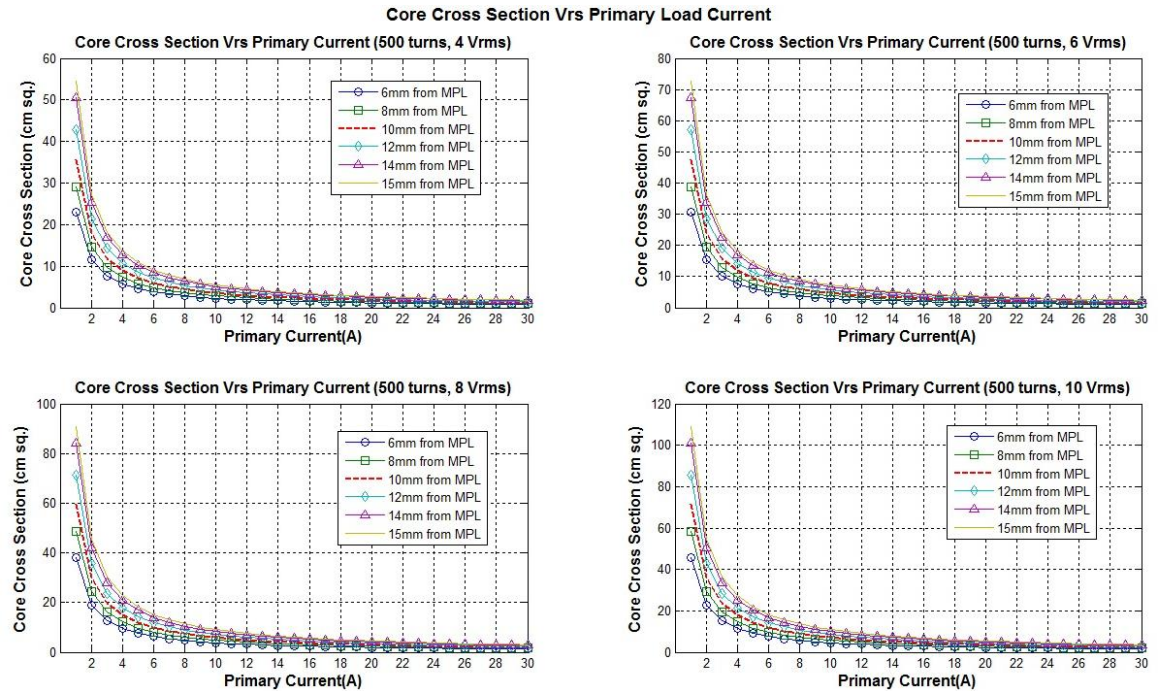 Core Cross Section Vrs Primary Load Current
Core Cross Section Vrs Primary Current (500 turns, 4 Vrms)
60
50
40
30
20
10
0
Core Cross Section (cm sq.)
6mm from MPL
8mm from MPL
10mm from MPL
12mm from MPL
14mm from MPL
15mm from MPL
2 4 6 8 10 12 14 16 18 20 22 24 26 28 30
Primary Current(A)
Core Cross Section Vrs Primary Current (500 turns, 6 Vrms)
80
70
60
50
40
30
20
10
0
Core Cross Section (cm sq.)
6mm from MPL
8mm from MPL
10mm from MPL
12mm from MPL
14mm from MPL
15mm from MPL
2 4 6 8 10 12 14 16 18 20 22 24 26 28 30
Primary Current(A)
Core Cross Section Vrs Primary Current (500 turns, 8 Vrms)
100
80
60
40
20
0
Core Cross Section (cm sq.)
6mm from MPL
8mm from MPL
10mm from MPL
12mm from MPL
14mm from MPL
15mm from MPL
2 4 6 8 10 12 14 16 18 20 22 24 26 28 30
Primary Current(A)
Core Cross Section Vrs Primary Current (500 turns, 10 Vrms)
120
100
80
60
40
20
0
Core Cross Section (cm sq.)
6mm from MPL
8mm from MPL
10mm from MPL
12mm from MPL
14mm from MPL
15mm from MPL
2 4 6 8 10 12 14 16 18 20 22 24 26 28 30
Primary Current(A)